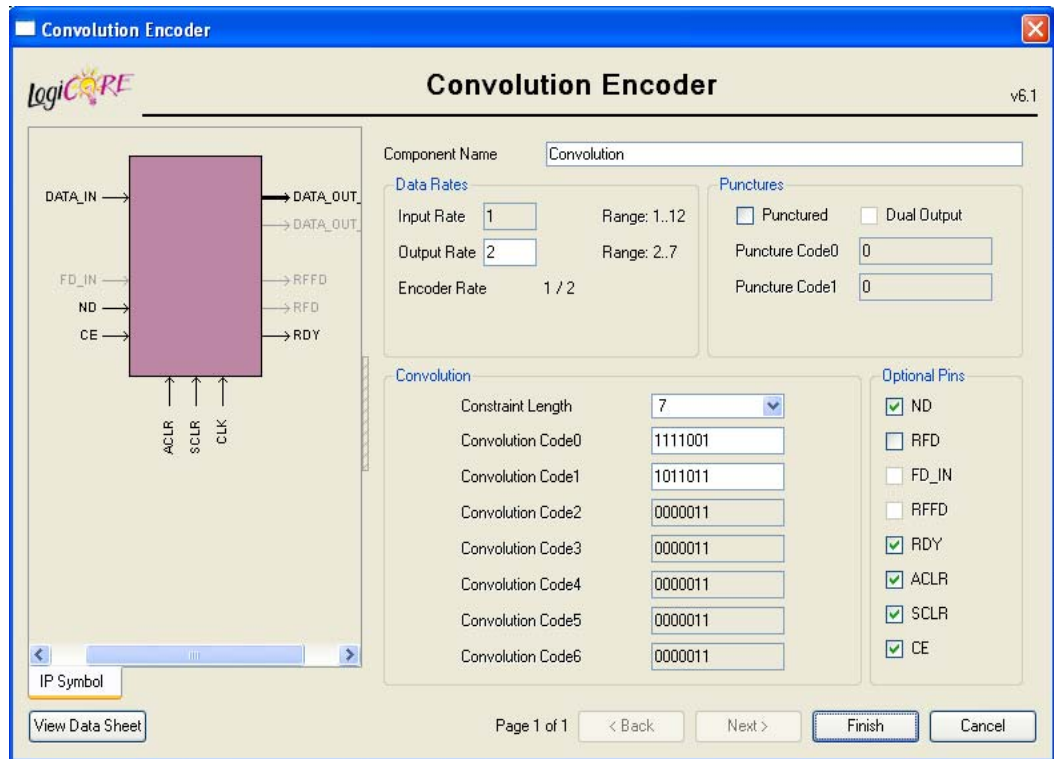 Convolution Encoder
LogiCORE
Convolution Encoder
v6.1
DATA_IN
FD_IN
ND
CE
DATA_OUT_
DATA_OUT_
RFFD
RFD
RDY
ACLR
SCLR
CLK
IP Symbol
View Data Sheet
Component Name Convolution
Data Rates
Input Rate 1 Range: 1..12
Output Rate 2 Range: 2..7
Encoder Rate 1 / 2
Punctures
Punctured Dual Output
Puncture Code0 0
Puncture Code1 0
Convolution
Constraint Length 7
Convolution Code0 1111001
Convolution Code1 1011011
Convolution Code2 0000011
Convolution Code3 0000011
Convolution Code4 0000011
Convolution Code5 0000011
Convolution Code6 0000011
Optional Pins
ND
RFD
FD_IN
RFFD
RDY
ACLR
SCLR
CE
Page 1 of 1 < Back Next > Finish Cancel